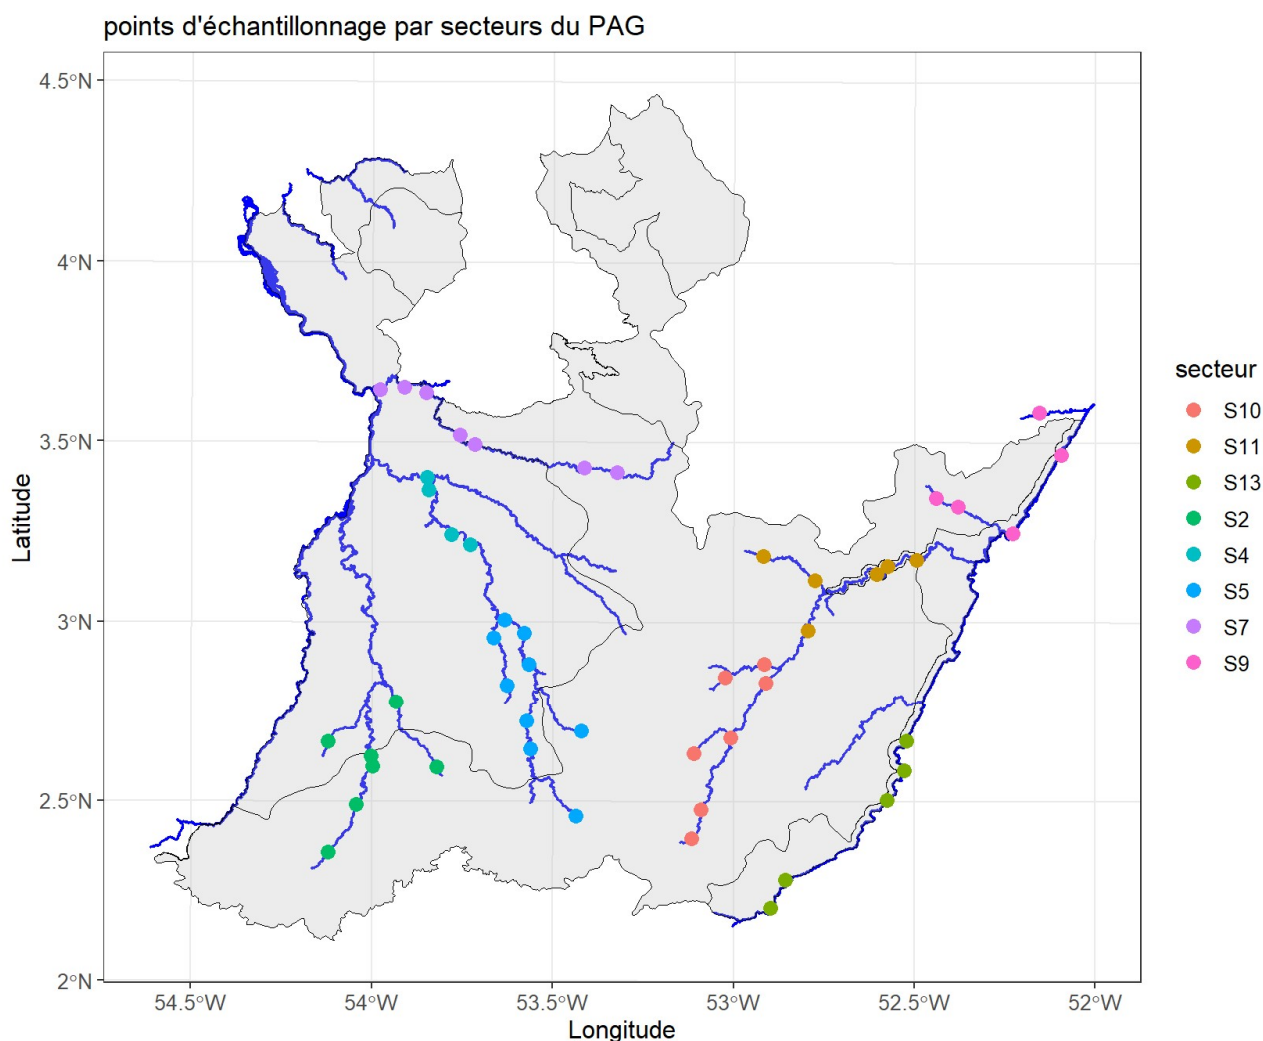 points d'échantillonnage par secteurs du PAG
4.5°N
4°N
3.5°N
3°N
2.5°N
2°N
Latitude
54.5°W
54°W
53.5°W
53°W
52.5°W
52°W
Longitude
secteur
S10
S11
S13
S2
S4
S5
S7
S9